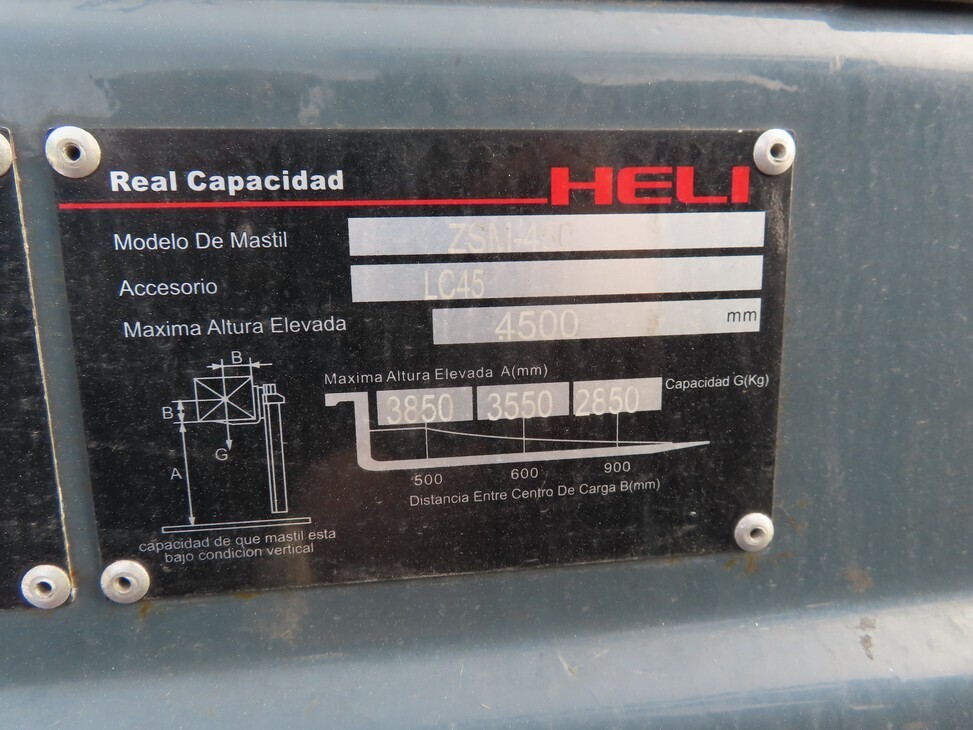 Real Capacidad HELI
Modelo De Mastil
Accesorio LC45
Maxima Altura Elevada 4500 mm
B
B
A
G
Maxima Altura Elevada A(mm)
3850 3550 2850 Capacidad G(Kg)
500 600 900
Distancia Entre Centro De Carga B(mm)
capacidad de que mastil esta
bajo condicion vertical